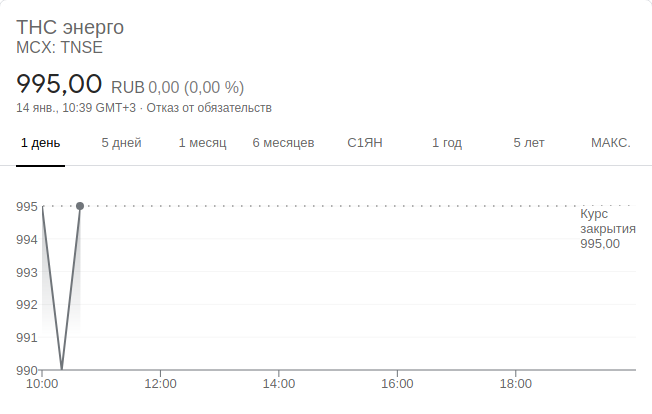 ТНС энерго
MCX: TNSE
995,00 RUB 0,00 (0,00 %)
14 янв., 10:39 GMT+3 · Отказ от обязательств
1 день 5 дней 1 месяц 6 месяцев С1ЯН 1 год 5 лет МАКС.
995
Курс
закрытия
995,00
994
993
992
991
990
10:00 12:00 14:00 16:00 18:00